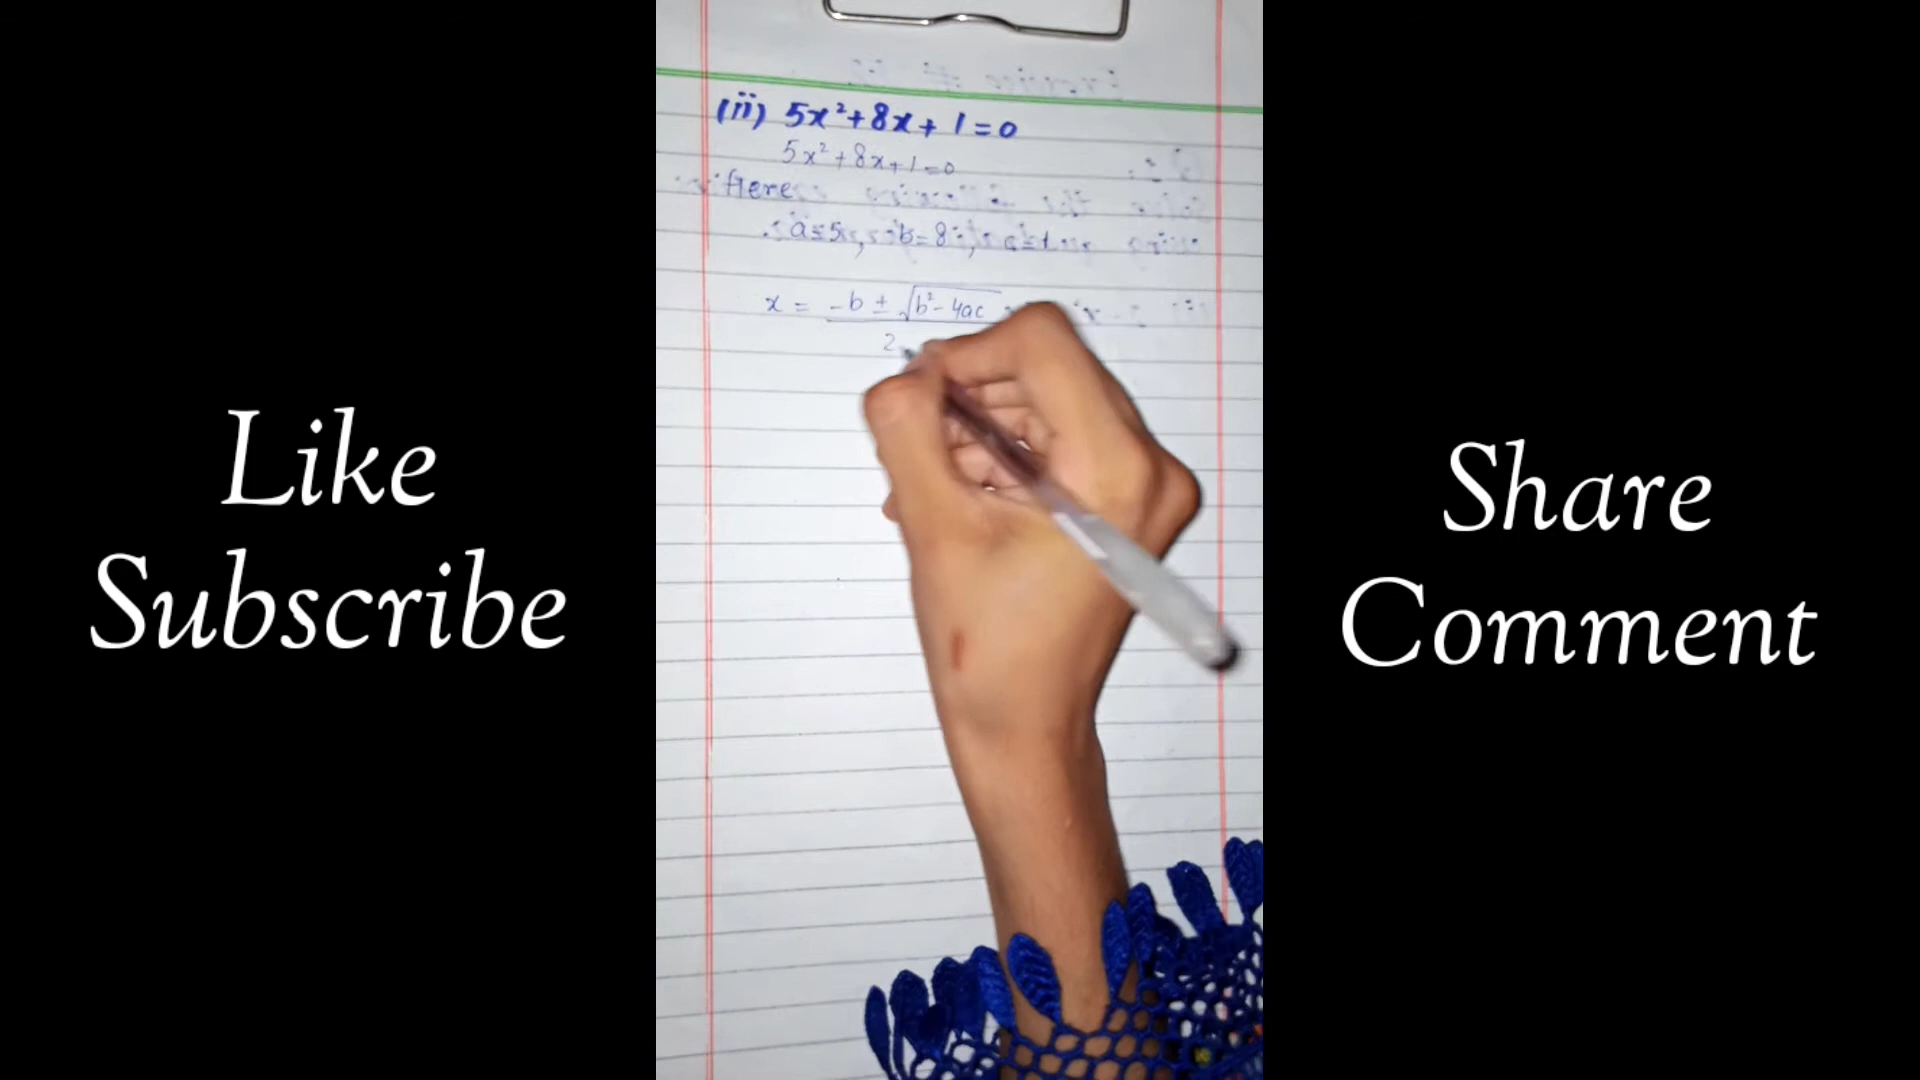 Like
Subscribe
(ii) 5x²+8x+1=0
5x²+8x+1=0
Here
a=5, b=8, c=1
x = -b ± √b²-4ac
2
Share
Comment